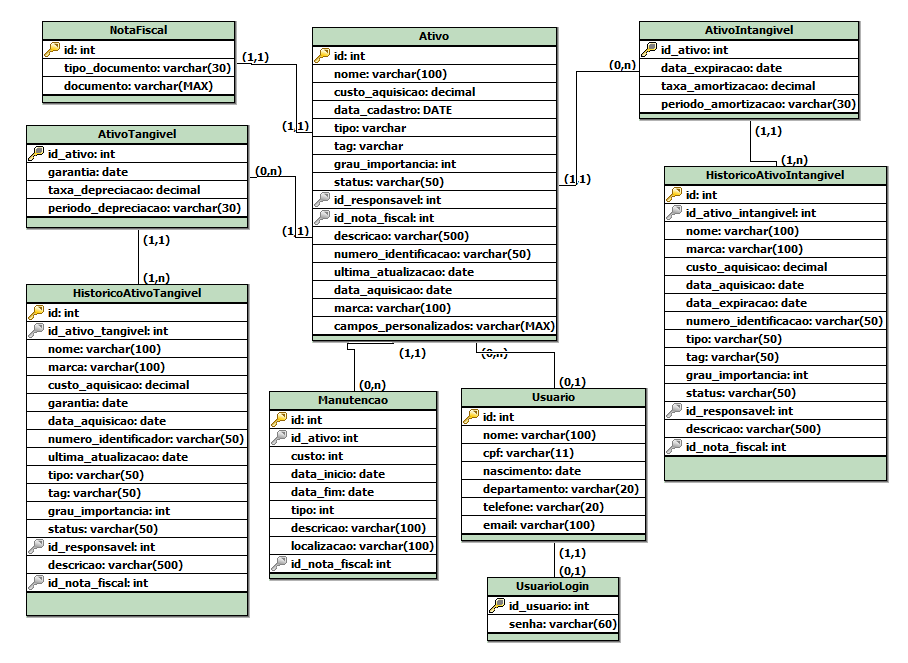 NotaFiscal
id: int
tipo_documento: varchar(30)
documento: varchar(MAX)
(1,1)
(1,1)
Ativo
id: int
nome: varchar(100)
custo_aquisicao: decimal
data_cadastro: DATE
tipo: varchar
tag: varchar
grau_importancia: int
status: varchar(50)
id_responsavel: int
id_nota_fiscal: int
descricao: varchar(500)
numero_identificacao: varchar(50)
ultima_atualizacao: date
data_aquisicao: date
marca: varchar(100)
campos_personalizados: varchar(MAX)
(0,n)
(1,1)
AtivoIntangivel
id_ativo: int
data_expiracao: date
taxa_amortizacao: decimal
periodo_amortizacao: varchar(30)
(1,1)
(1,n)
AtivoTangivel
id_ativo: int
garantia: date
taxa_depreciacao: decimal
periodo_depreciacao: varchar(30)
(0,n)
(1,1)
(1,1)
(1,n)
HistoricoAtivoIntangivel
id: int
id_ativo_intangivel: int
nome: varchar(100)
marca: varchar(100)
custo_aquisicao: decimal
data_aquisicao: date
data_expiracao: date
numero_identificacao: varchar(50)
tipo: varchar(50)
tag: varchar(50)
grau_importancia: int
status: varchar(50)
id_responsavel: int
descricao: varchar(500)
id_nota_fiscal: int
HistoricoAtivoTangivel
id: int
id_ativo_tangivel: int
nome: varchar(100)
marca: varchar(100)
custo_aquisicao: decimal
garantia: date
data_aquisicao: date
numero_identificador: varchar(50)
ultima_atualizacao: date
tipo: varchar(50)
tag: varchar(50)
grau_importancia: int
status: varchar(50)
id_responsavel: int
descricao: varchar(500)
id_nota_fiscal: int
(1,1)
(0,n)
(0,n)
(0,1)
Manutencao
id: int
id_ativo: int
custo: int
data_inicio: date
data_fim: date
tipo: int
descricao: varchar(100)
localizacao: varchar(100)
id_nota_fiscal: int
Usuario
id: int
nome: varchar(100)
cpf: varchar(11)
nascimento: date
departamento: varchar(20)
telefone: varchar(20)
email: varchar(100)
(1,1)
(0,1)
UsuarioLogin
id_usuario: int
senha: varchar(60)